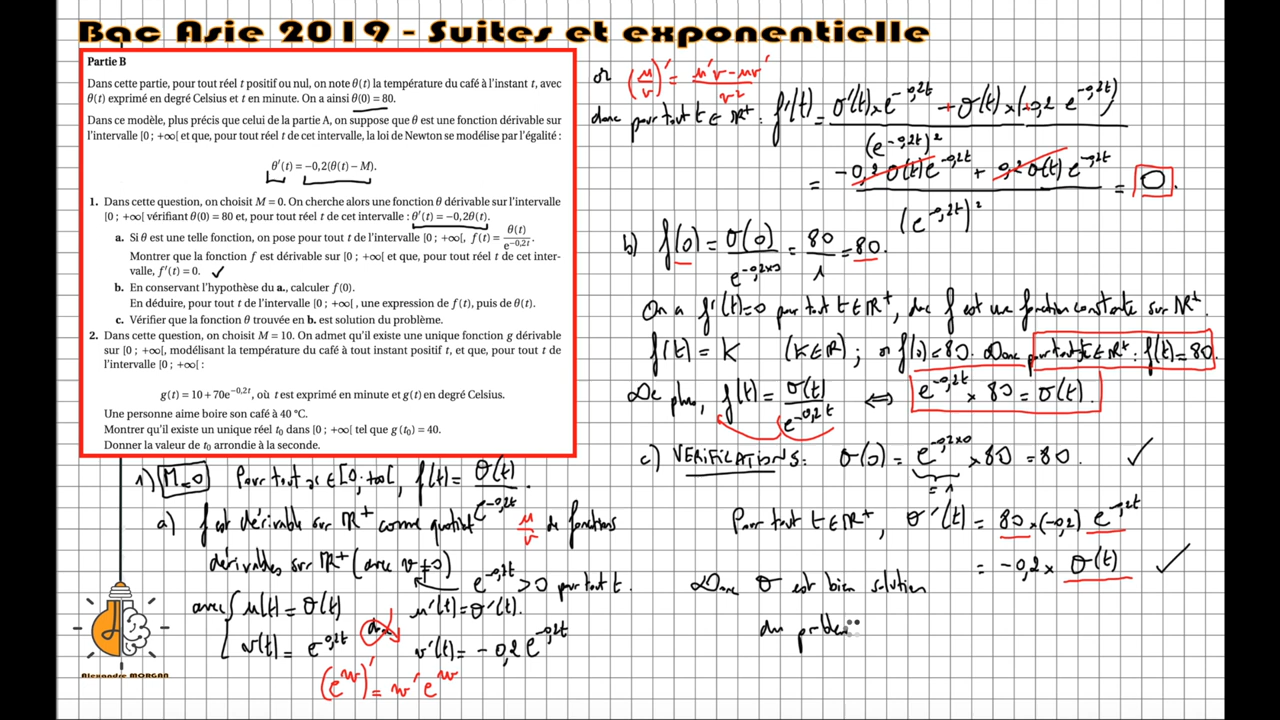 Bac Asie 2019 - Suites et exponentielle
Partie B
Dans cette partie, pour tout réel t positif ou nul, on note θ(t) la température du café à l'instant t, avec
θ(t) exprimé en degré Celsius et t en minute. On a ainsi θ(0) = 80.
Dans ce modèle, plus précis que celui de la partie A, on suppose que θ est une fonction dérivable sur
l'intervalle [0 ; +∞[ et que, pour tout réel t de cet intervalle, la loi de Newton se modélise par l'égalité :
θ′(t) = −0,2(θ(t) − M).
1. Dans cette question, on choisit M = 0. On cherche alors une fonction θ dérivable sur l'intervalle
[0 ; +∞[ vérifiant θ(0) = 80 et, pour tout réel t de cet intervalle : θ′(t) = −0,2θ(t).
a. Si θ est une telle fonction, on pose pour tout t de l'intervalle [0 ; +∞[, f(t) = θ(t)/e^{−0,2t}.
Montrer que la fonction f est dérivable sur [0 ; +∞[ et que, pour tout réel t de cet inter-
valle, f′(t) = 0. ✓
b. En conservant l'hypothèse du a., calculer f(0).
En déduire, pour tout t de l'intervalle [0 ; +∞[ , une expression de f(t), puis de θ(t).
c. Vérifier que la fonction θ trouvée en b. est solution du problème.
2. Dans cette question, on choisit M = 10. On admet qu'il existe une unique fonction g dérivable
sur [0 ; +∞[, modélisant la température du café à tout instant positif t, et que, pour tout t de
l'intervalle [0 ; +∞[ :
g(t) = 10 + 70e^{−0,2t}, où t est exprimé en minute et g(t) en degré Celsius.
Une personne aime boire son café à 40 °C.
Montrer qu'il existe un unique réel t₀ dans [0 ; +∞[ tel que g(t₀) = 40.
Donner la valeur de t₀ arrondie à la seconde.
1) M=0 Pour tout x ∈ [0;+∞[, f(t) = θ(t)/e^{-0,2t}.
a) f est dérivable sur ℝ⁺ comme quotient u/v de fonctions
dérivables sur ℝ⁺ (avec v≠0)
e^{-0,2t} > 0 pour tout t.
avec { u(t) = θ(t) u'(t) = θ'(t).
v(t) = e^{-0,2t} v'(t) = -0,2 e^{-0,2t}
(e^w)' = w' e^w
Alexandre MORGAN
or (u/v)' = (u'v - uv')/v²
donc pour tout t ∈ ℝ⁺ : f'(t) = (θ'(t) × e^{-0,2t} + θ(t) × (+0,2 e^{-0,2t}))/(e^{-0,2t})²
= (-0,2 θ(t) e^{-0,2t} + 0,2 θ(t) e^{-0,2t})/(e^{-0,2t})² = 0.
b) f(0) = θ(0)/e^{-0,2×0} = 80/1 = 80.
On a f'(t)=0 pour tout t∈ℝ⁺, donc f est une fonction constante sur ℝ⁺.
f(t) = K (K∈ℝ) ; or f(0) = 80. Donc pour tout t∈ℝ⁺ : f(t) = 80.
De plus, f(t) = θ(t)/e^{-0,2t} ⇔ e^{-0,2t} × 80 = θ(t).
c) VERIFICATIONS : θ(0) = e^{-0,2×0} × 80 = 80. ✓
= 1
Pour tout t∈ℝ⁺, θ'(t) = 80 × (-0,2) e^{-0,2t}
= -0,2 × θ(t) ✓
Donc θ est bien solution
du problè